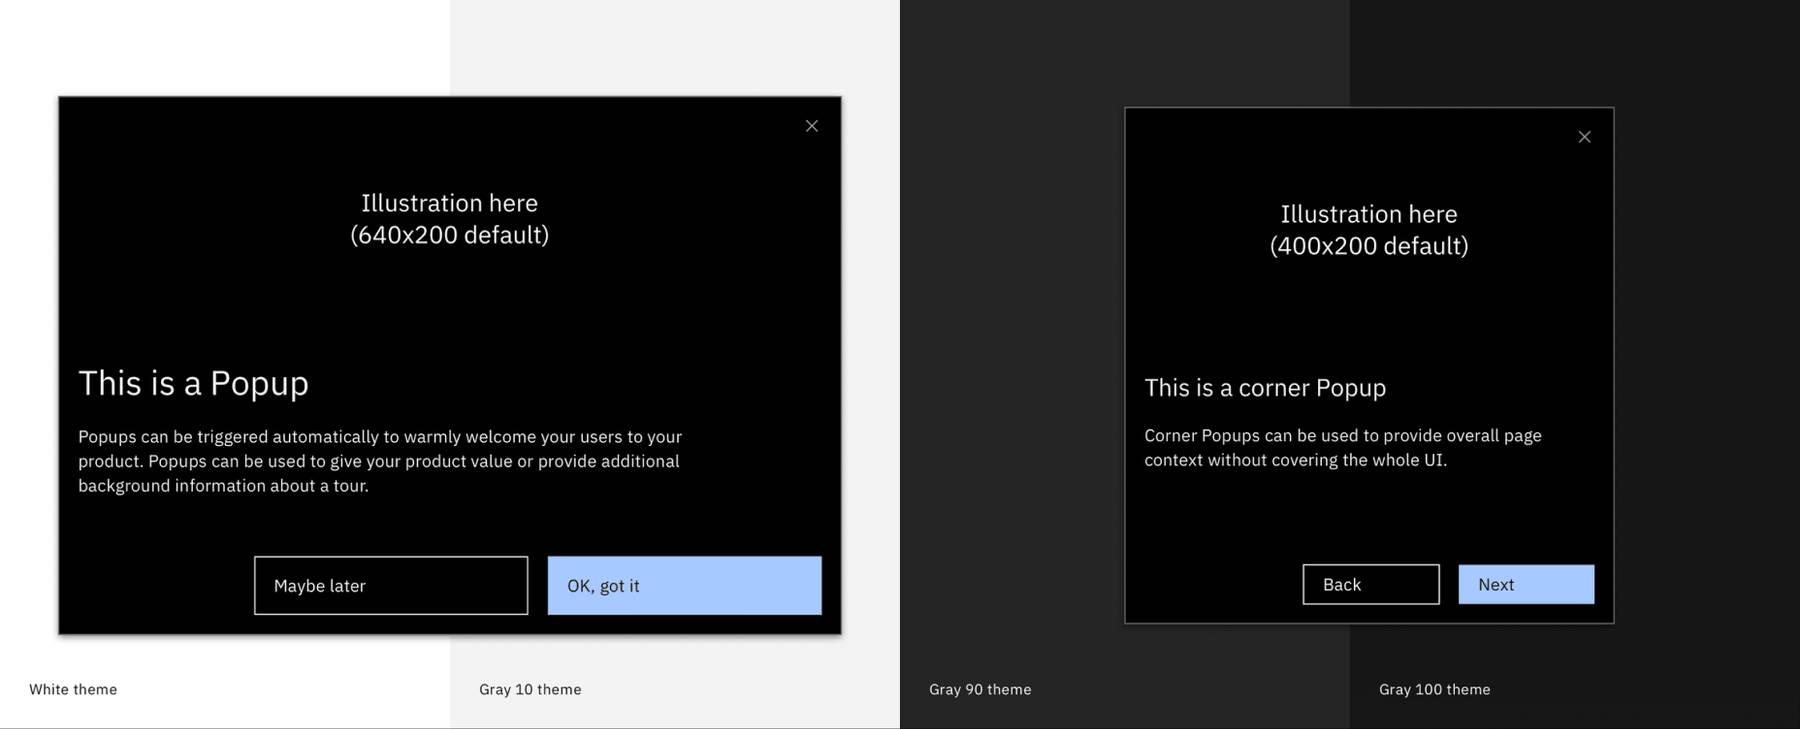 Illustration here
(640x200 default)
This is a Popup
Popups can be triggered automatically to warmly welcome your users to your
product. Popups can be used to give your product value or provide additional
background information about a tour.
Maybe later
OK, got it
White theme
Gray 10 theme
Illustration here
(400x200 default)
This is a corner Popup
Corner Popups can be used to provide overall page
context without covering the whole UI.
Back
Next
Gray 90 theme
Gray 100 theme